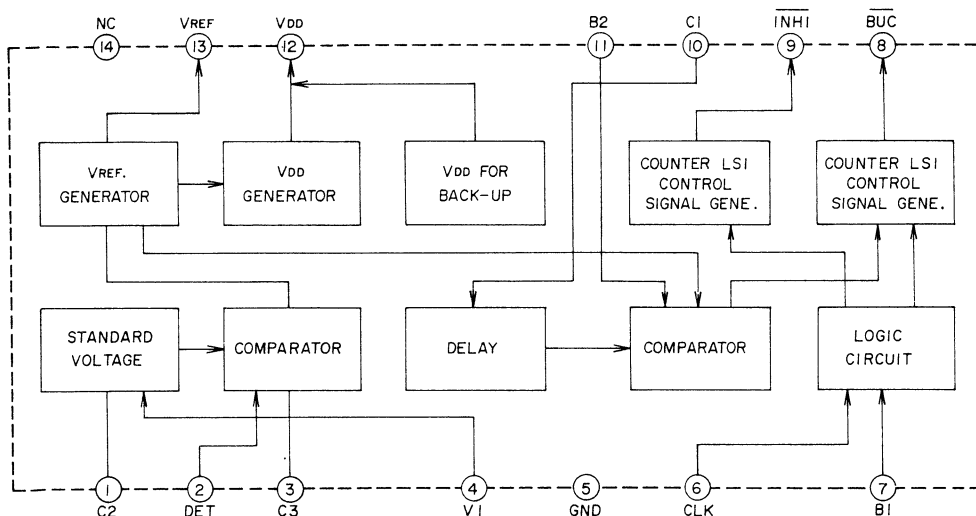 NC VREF VDD B2 C1 INHI BUC
14 13 12 11 10 9 8
VREF. GENERATOR
VDD GENERATOR
VDD FOR BACK-UP
COUNTER LSI CONTROL SIGNAL GENE.
COUNTER LSI CONTROL SIGNAL GENE.
STANDARD VOLTAGE
COMPARATOR
DELAY
COMPARATOR
LOGIC CIRCUIT
1 2 3 4 5 6 7
C2 DET C3 V1 GND CLK B1